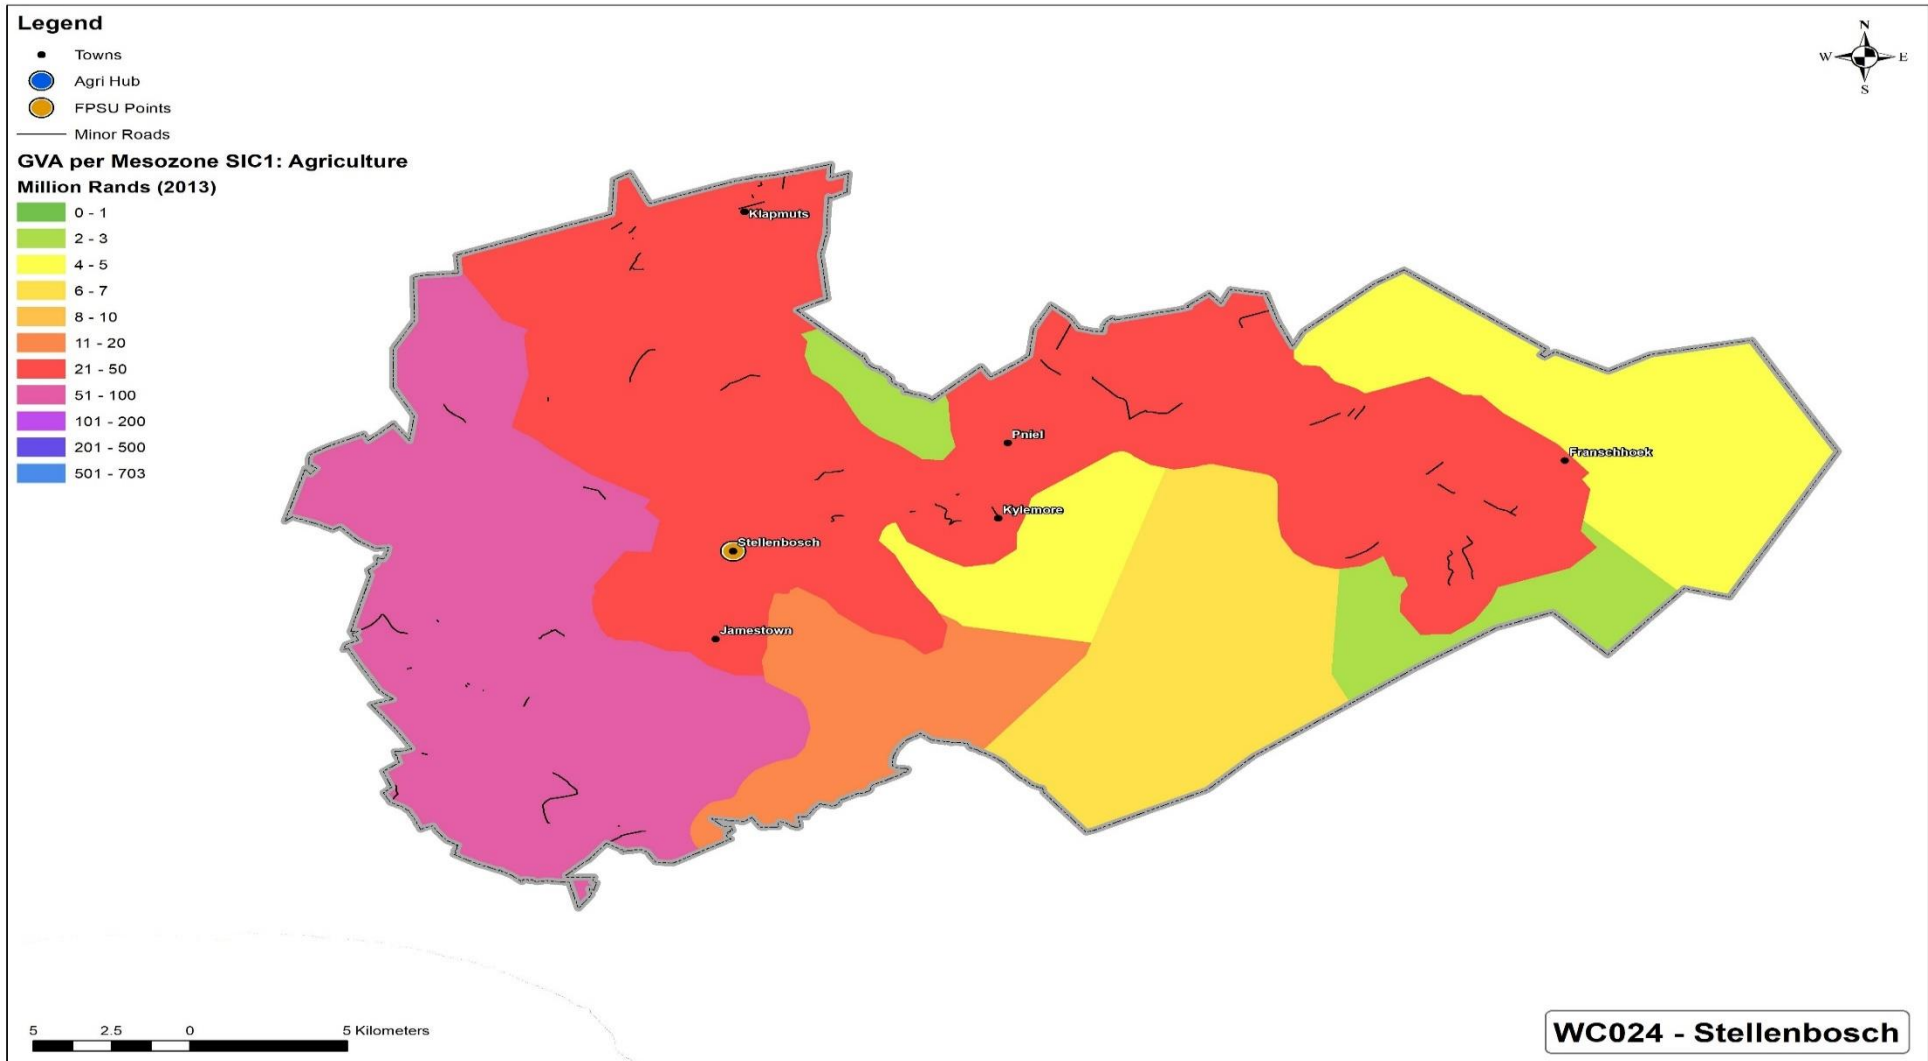 Legend
Towns
Agri Hub
FPSU Points
Minor Roads
GVA per Mesozone SIC1: Agriculture
Million Rands (2013)
0 - 1
2 - 3
4 - 5
6 - 7
8 - 10
11 - 20
21 - 50
51 - 100
101 - 200
201 - 500
501 - 703
N
W E
S
Klapmuts
Pniel
Franschhoek
Kylemore
Stellenbosch
Jamestown
5 2.5 0 5 Kilometers
WC024 - Stellenbosch